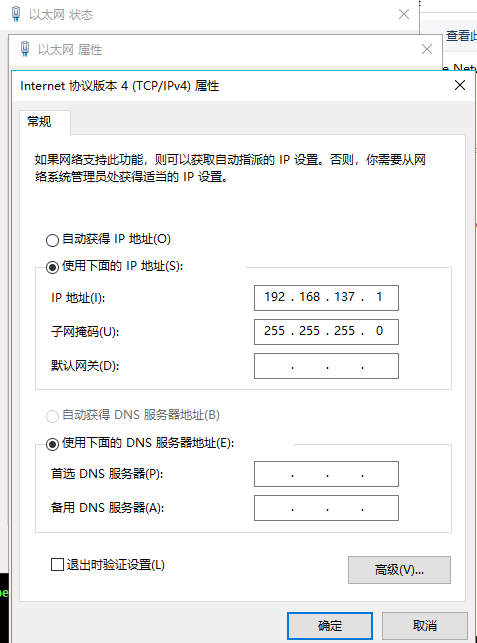 以太网 状态
查看此
以太网 属性
Internet 协议版本 4 (TCP/IPv4) 属性
常规
如果网络支持此功能，则可以获取自动指派的 IP 设置。否则，你需要从网
络系统管理员处获得适当的 IP 设置。
自动获得 IP 地址(O)
使用下面的 IP 地址(S):
IP 地址(I):
192 . 168 . 137 . 1
子网掩码(U):
255 . 255 . 255 . 0
默认网关(D):
. . .
自动获得 DNS 服务器地址(B)
使用下面的 DNS 服务器地址(E):
首选 DNS 服务器(P):
. . .
备用 DNS 服务器(A):
. . .
退出时验证设置(L)
高级(V)...
确定
取消